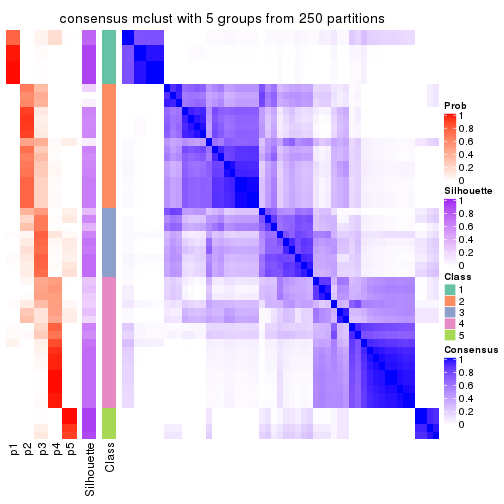 consensus mclust with 5 groups from 250 partitions
Prob
1
0.8
0.6
0.4
0.2
0
Silhouette
1
0.8
0.6
0.4
0.2
0
Class
1
2
3
4
5
Consensus
1
0.8
0.6
0.4
0.2
0
p1
p2
p3
p4
p5
Silhouette
Class